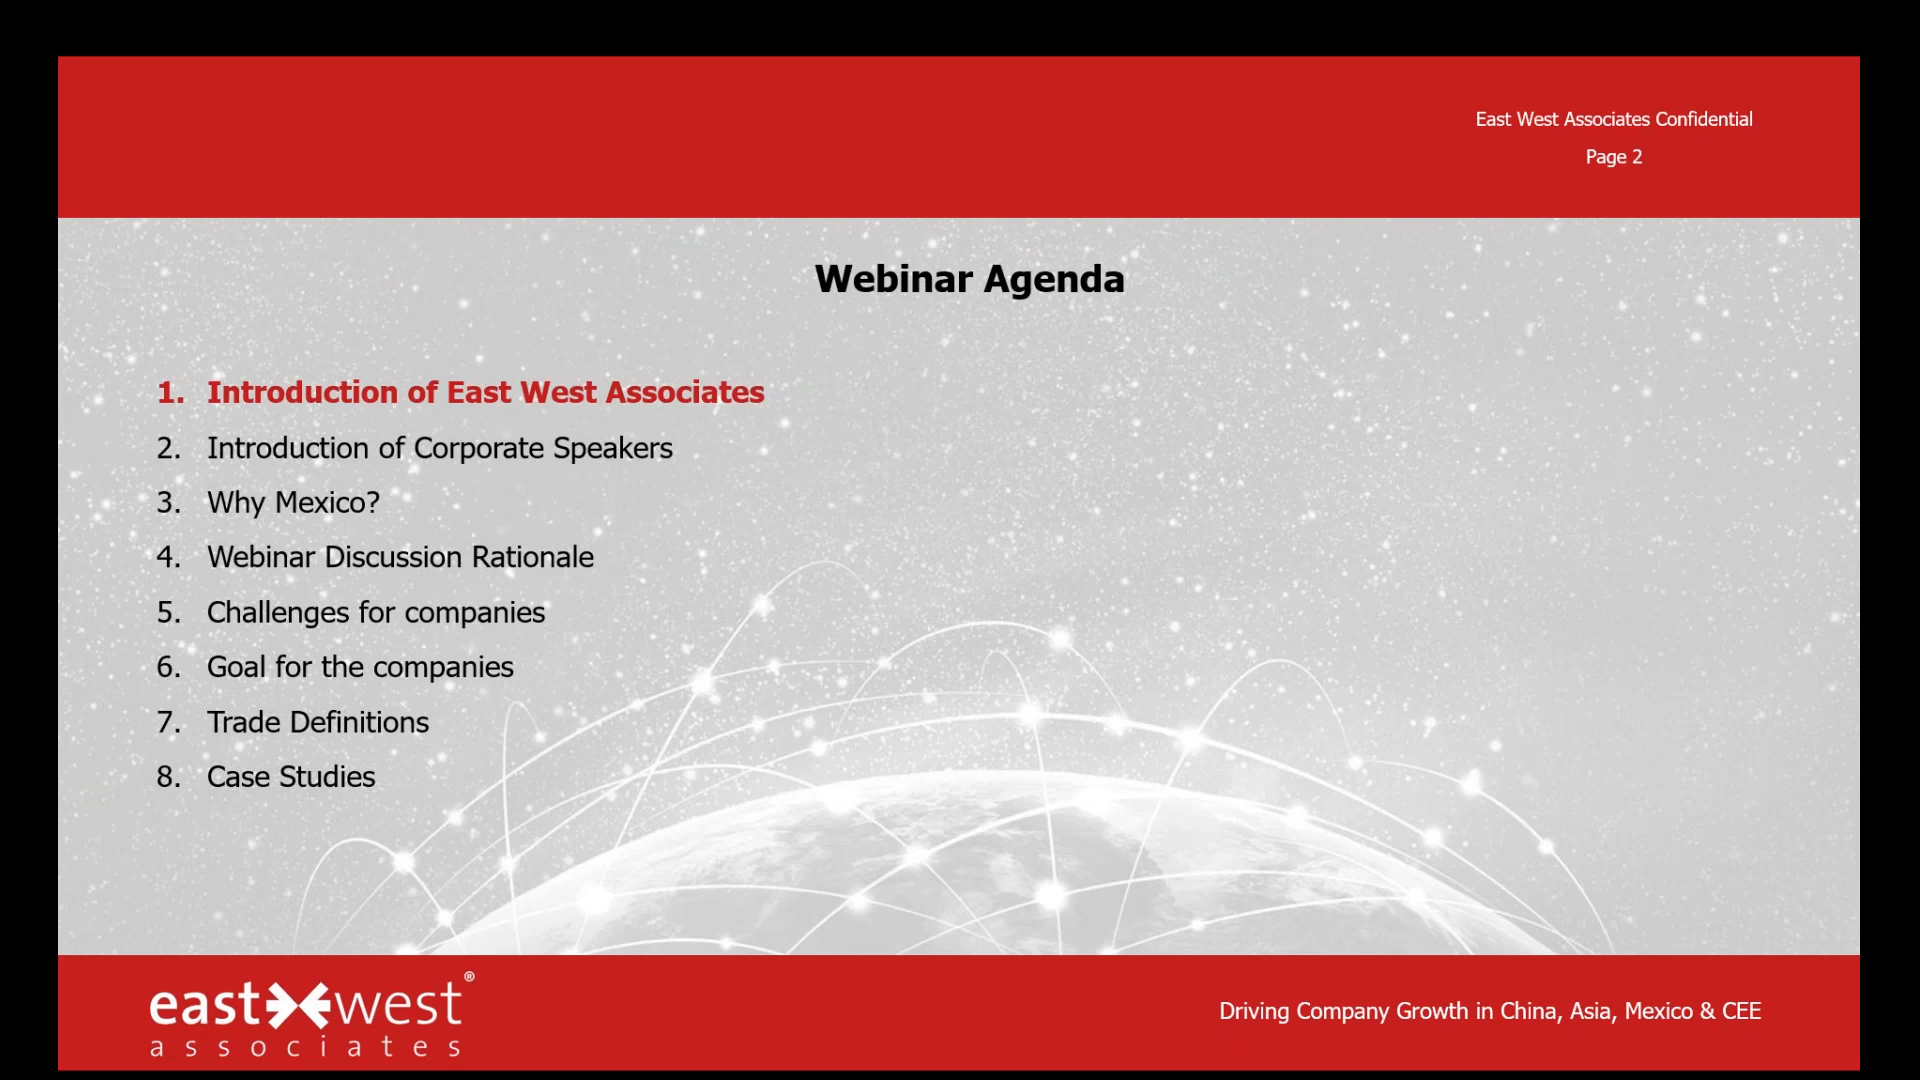 East West Associates Confidential
Page 2
Webinar Agenda
1. Introduction of East West Associates
2. Introduction of Corporate Speakers
3. Why Mexico?
4. Webinar Discussion Rationale
5. Challenges for companies
6. Goal for the companies
7. Trade Definitions
8. Case Studies
east west®
associates
Driving Company Growth in China, Asia, Mexico & CEE